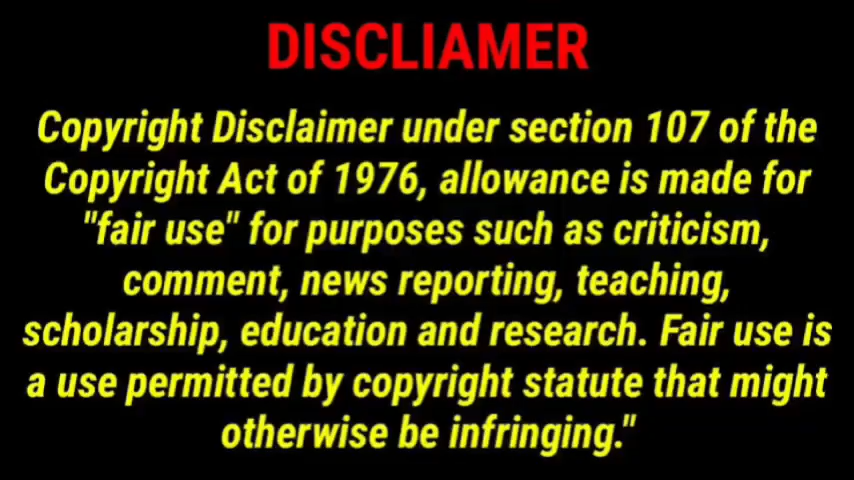 DISCLIAMER
Copyright Disclaimer under section 107 of the
Copyright Act of 1976, allowance is made for
"fair use" for purposes such as criticism,
comment, news reporting, teaching,
scholarship, education and research. Fair use is
a use permitted by copyright statute that might
otherwise be infringing."